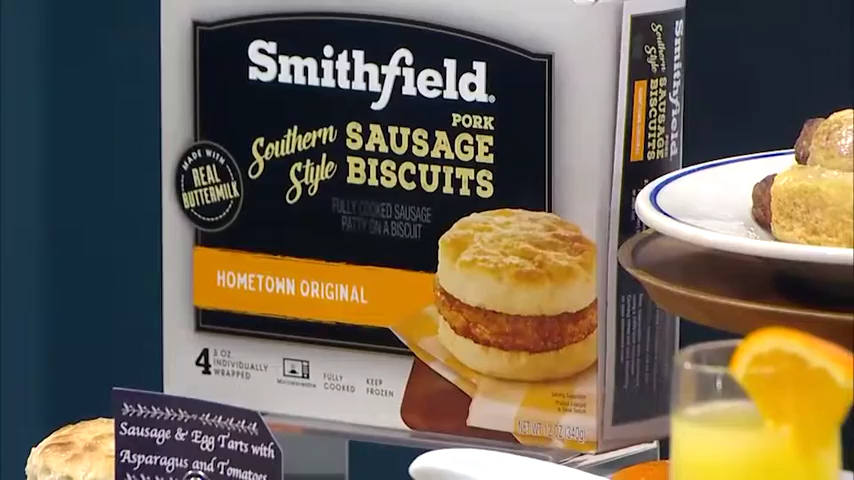 Smithfield®
PORK
Southern
Style
SAUSAGE
BISCUITS
MADE WITH
REAL
BUTTERMILK
FULLY COOKED SAUSAGE
PATTY ON A BISCUIT
HOMETOWN ORIGINAL
4 3 OZ.
INDIVIDUALLY
WRAPPED
Microwaveable
FULLY
COOKED
KEEP
FROZEN
NET WT 12 OZ (340g)
Smithfield
Southern
Style
SAUSAGE
BISCUITS
Sausage & Egg Tarts with
Asparagus and Tomatoes